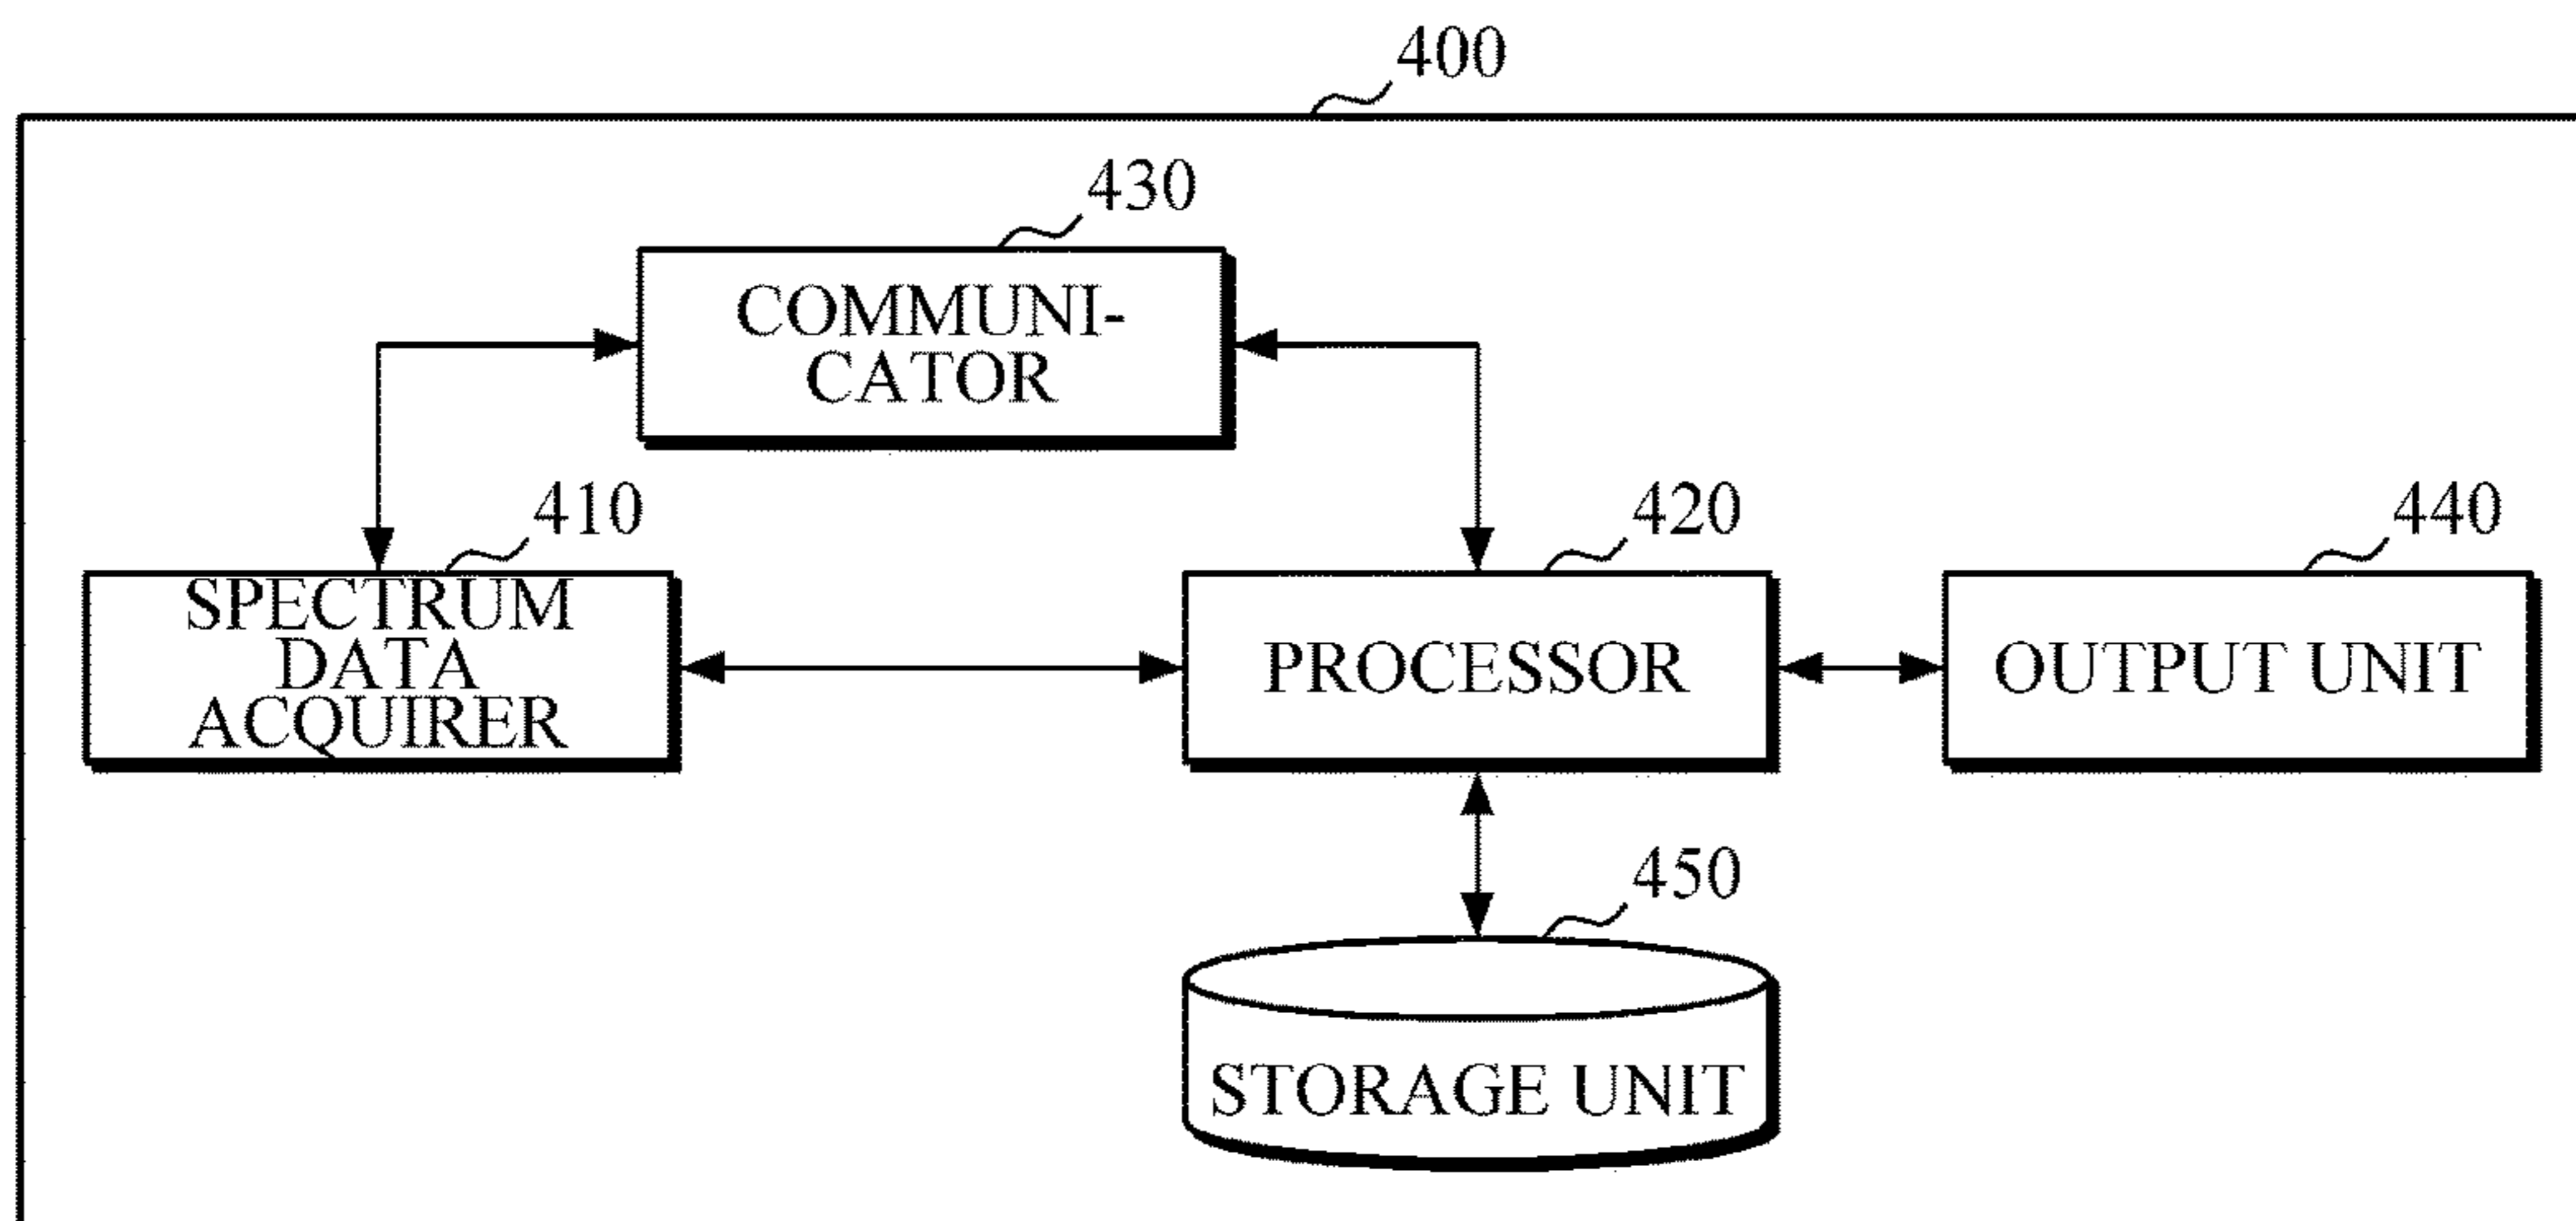 400
430
COMMUNI-
CATOR
410
SPECTRUM
DATA
ACQUIRER
420
PROCESSOR
440
OUTPUT UNIT
450
STORAGE UNIT